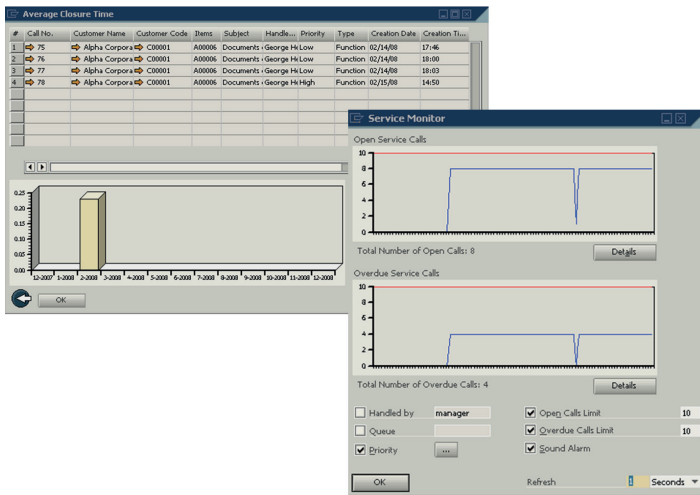 Average Closure Time
# Call No. Customer Name Customer Code Items Subject Handle... Priority Type Creation Date Creation Ti...
1 75 Alpha Corpora C00001 A00006 Documents George He Low Function 02/14/08 17:46
2 76 Alpha Corpora C00001 A00006 Documents George He Low Function 02/14/08 18:00
3 77 Alpha Corpora C00001 A00006 Documents George He Low Function 02/14/08 18:03
4 78 Alpha Corpora C00001 A00006 Documents George He High Function 02/15/08 14:50
0.25
0.20
0.15
0.10
0.05
0.00
12-2007 1-2008 2-2008 3-2008 4-2008 5-2008 6-2008 7-2008 8-2008 9-2008 10-2008 11-2008 12-2008
OK
Service Monitor
Open Service Calls
10
8
6
4
2
0
Total Number of Open Calls: 8 Details
Overdue Service Calls
10
8
6
4
2
0
Total Number of Overdue Calls: 4 Details
Handled by manager Open Calls Limit 10
Queue Overdue Calls Limit 10
Priority ... Sound Alarm
OK Refresh 1 Seconds